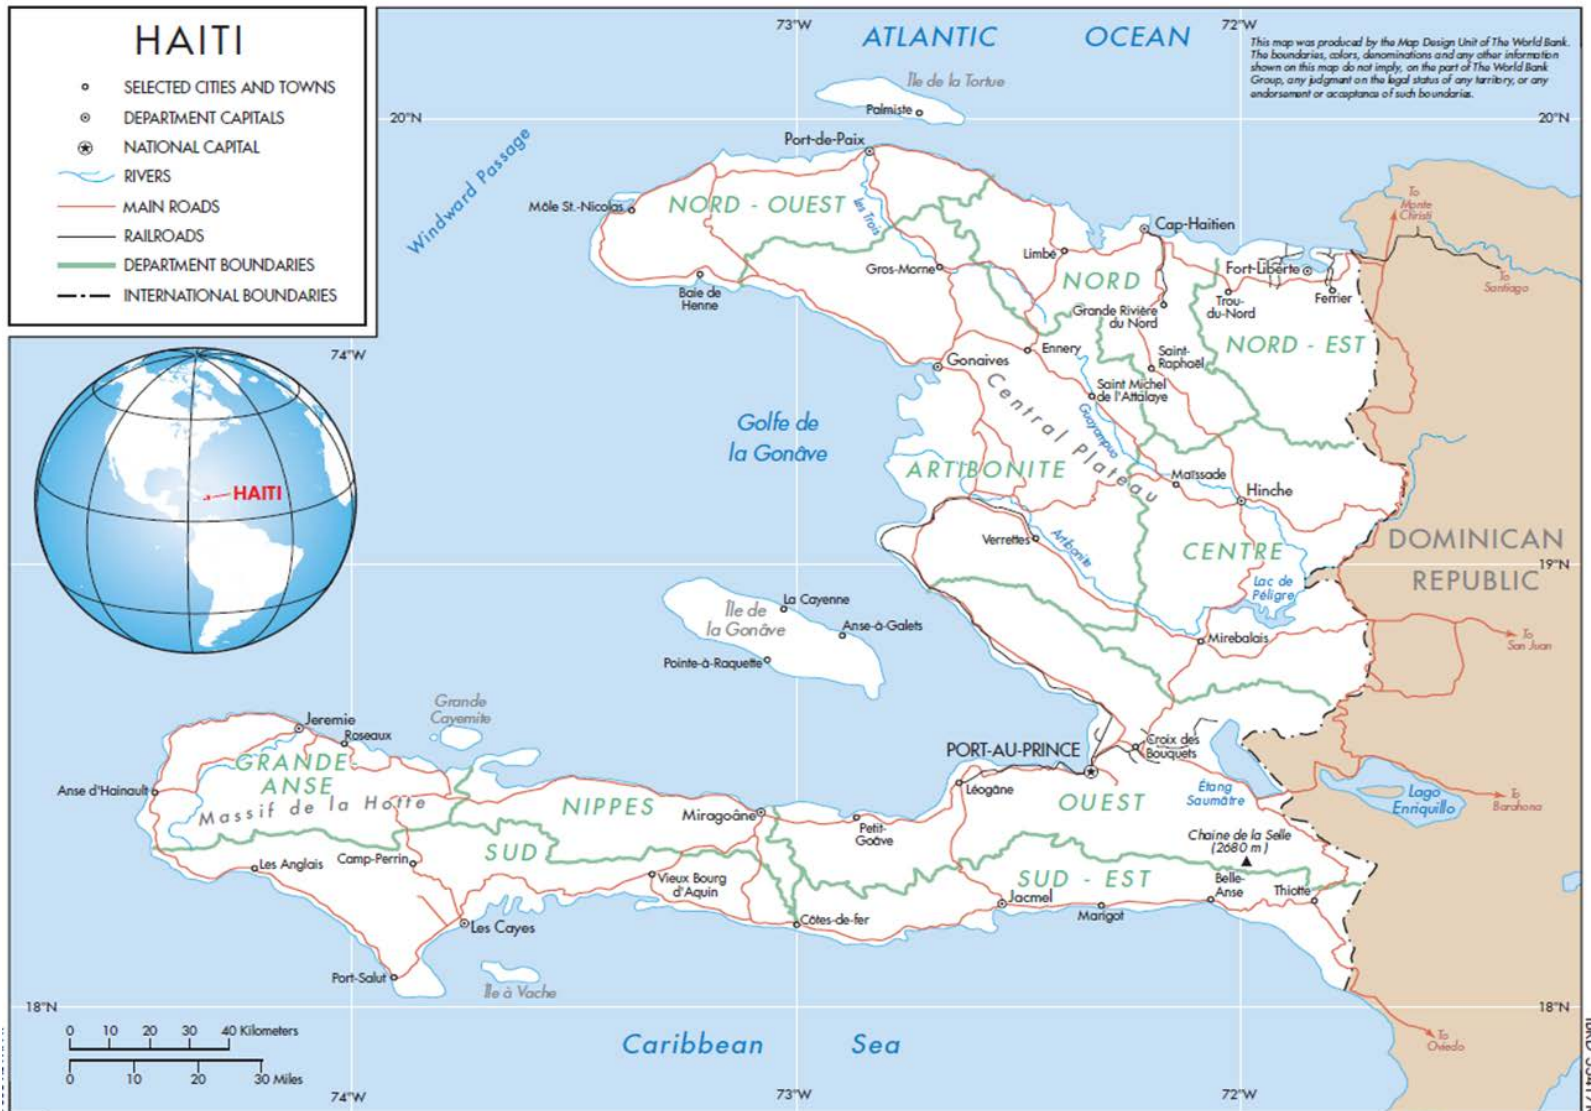 HAITI
SELECTED CITIES AND TOWNS
DEPARTMENT CAPITALS
NATIONAL CAPITAL
RIVERS
MAIN ROADS
RAILROADS
DEPARTMENT BOUNDARIES
INTERNATIONAL BOUNDARIES
73°W
72°W
ATLANTIC OCEAN
This map was produced by the Map Design Unit of The World Bank.
The boundaries, colors, denominations and any other information
shown on this map do not imply, on the part of The World Bank
Group, any judgment on the legal status of any territory, or any
endorsement or acceptance of such boundaries.
Île de la Tortue
Palmiste
20°N
20°N
Port-de-Paix
Windward Passage
Môle St.-Nicolas
NORD - OUEST
Les Trois
To
Monte
Christi
Cap-Haïtien
Limbé
Gros-Morne
NORD
Fort-Liberté
To
Santiago
Baie de
Henne
Grande Rivière
du Nord
Trou-
du-Nord
Ferrier
NORD - EST
74°W
Gonaives
Ennery
Saint-
Raphaël
Saint Michel
de l'Attalaye
Central Plateau
Guayamouo
Golfe de
la Gonâve
ARTIBONITE
Maïssade
Hinche
HAITI
Verrettes
Artibonite
CENTRE
DOMINICAN
REPUBLIC
19°N
Lac de
Péligre
La Cayenne
Île de
la Gonâve
Anse-à-Galets
Pointe-à-Raquette
Mirebalais
To
San Juan
Grande
Cayemite
Jeremie
Roseaux
GRANDE-
ANSE
Anse d'Hainault
Massif de la Hotte
PORT-AU-PRINCE
Croix des
Bouquets
Léogâne
OUEST
Étang
Saumâtre
Lago
Enriquillo
To
Barahona
NIPPES
Miragoâne
Petit-
Goâve
Chaine de la Selle
(2680 m)
SUD
Les Anglais
Camp-Perrin
Vieux Bourg
d'Aquin
SUD - EST
Belle-
Anse
Thiotte
Jacmel
Marigot
Côtes-de-fer
Les Cayes
Port-Salut
Île à Vache
18°N
18°N
0 10 20 30 40 Kilometers
0 10 20 30 Miles
Caribbean Sea
To
Oviedo
74°W
73°W
72°W